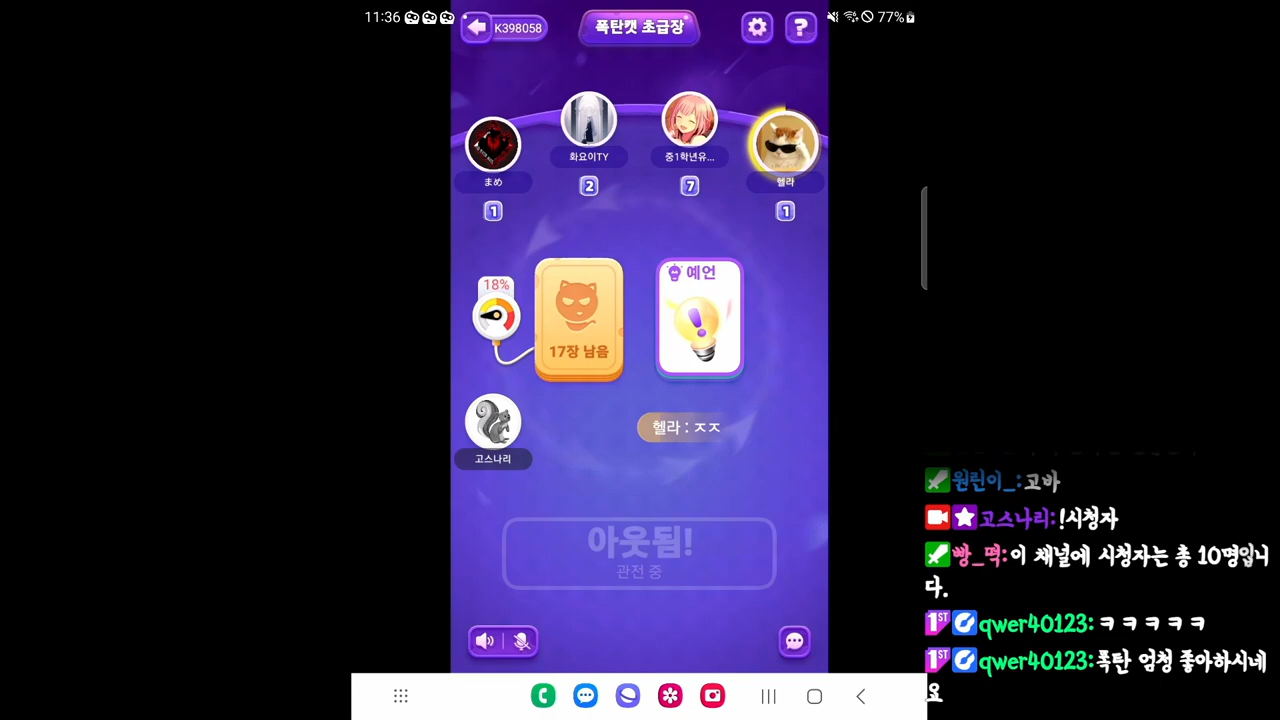 11:36
77%
K398058
폭탄캣 초급장
?
まめ
화요이TY
중1학년유...
헬라
1
2
7
1
18%
17장 남음
예언
고스나리
헬라 : ㅈㅈ
아웃됨!
관전 중
원린이_: 고바
고스나리: !시청자
빵_떡: 이 채널에 시청자는 총 10명입니
다.
1ST qwer40123: ㅋㅋㅋㅋㅋ
1ST qwer40123: 폭탄 엄청 좋아하시네
요